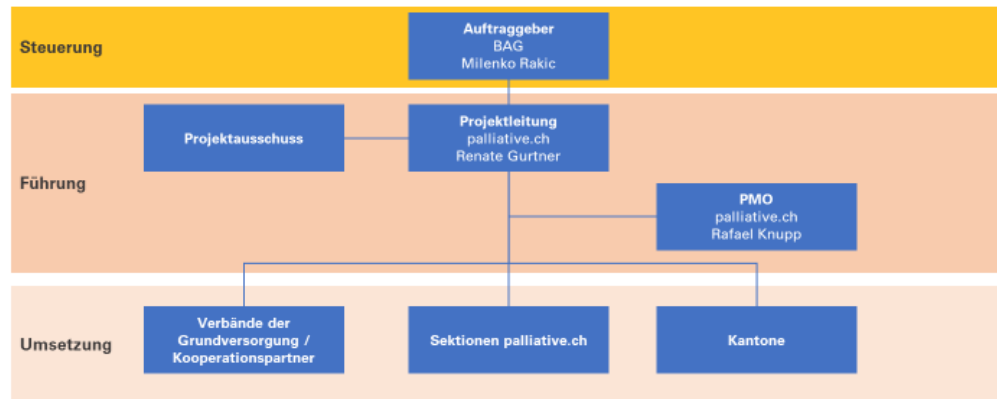 Steuerung
Auftraggeber
BAG
Milenko Rakic
Führung
Projektausschuss
Projektleitung
palliative.ch
Renate Gurtner
PMO
palliative.ch
Rafael Knupp
Umsetzung
Verbände der
Grundversorgung /
Kooperationspartner
Sektionen palliative.ch
Kantone